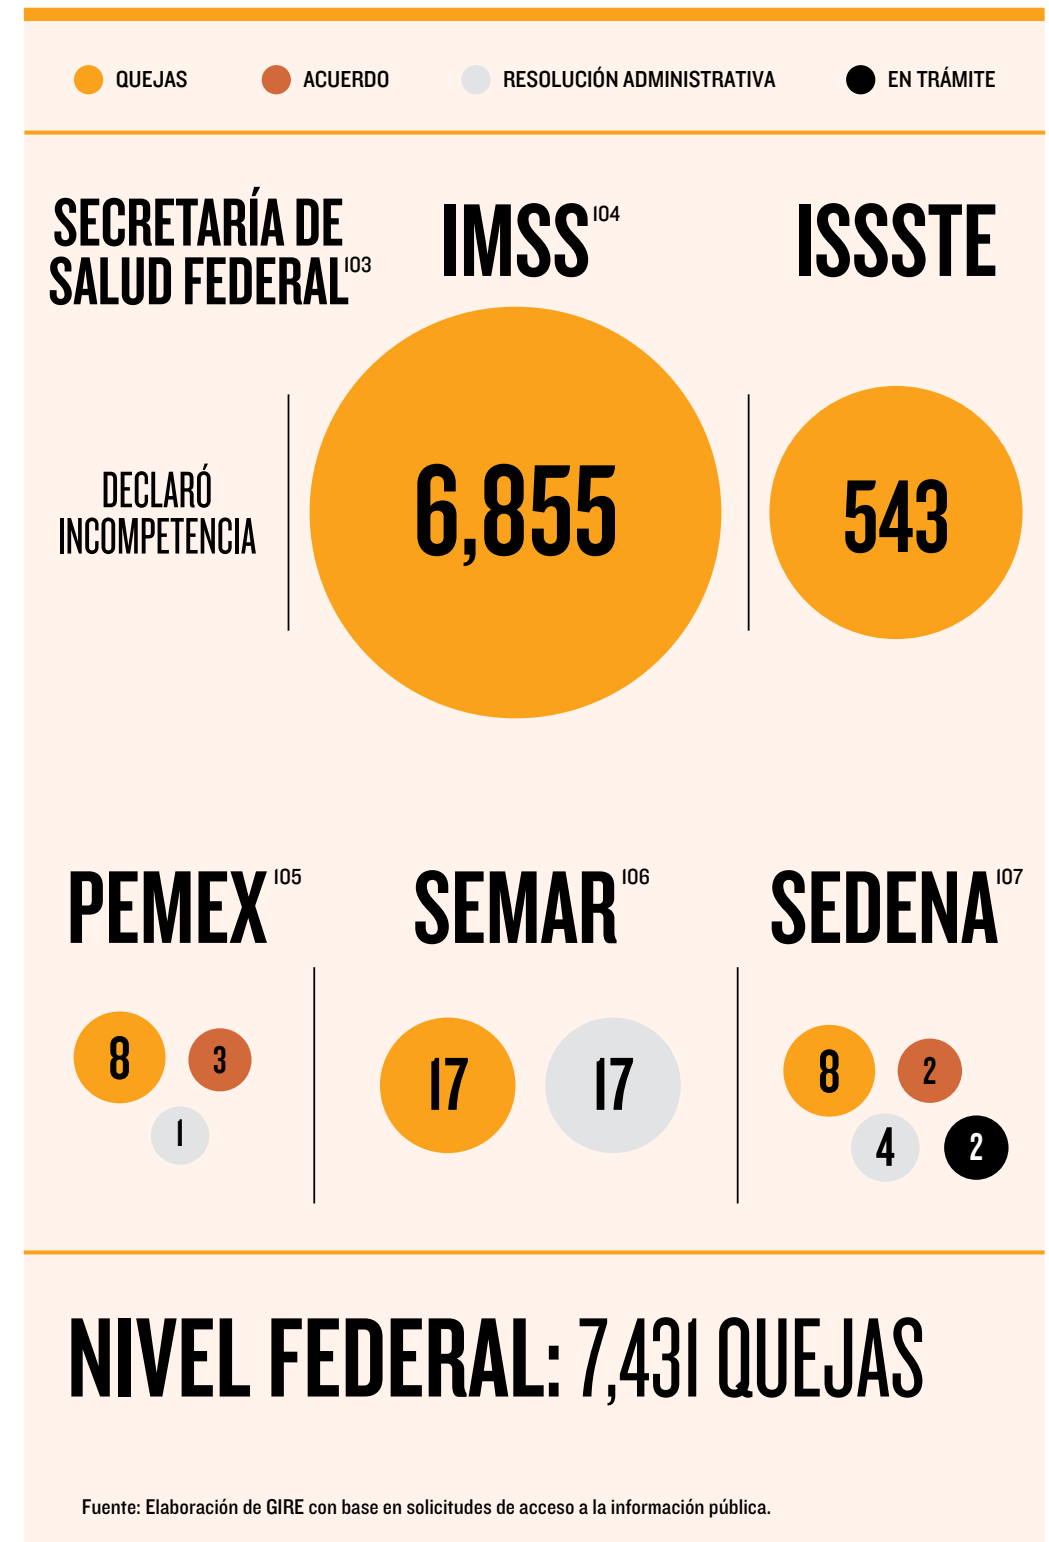 QUEJAS
ACUERDO
RESOLUCIÓN ADMINISTRATIVA
EN TRÁMITE
SECRETARÍA DE
SALUD FEDERAL103
DECLARÓ
INCOMPETENCIA
IMSS104
6,855
ISSSTE
543
PEMEX105
8
3
1
SEMAR106
17
17
SEDENA107
8
2
4
2
NIVEL FEDERAL: 7,431 QUEJAS
Fuente: Elaboración de GIRE con base en solicitudes de acceso a la información pública.